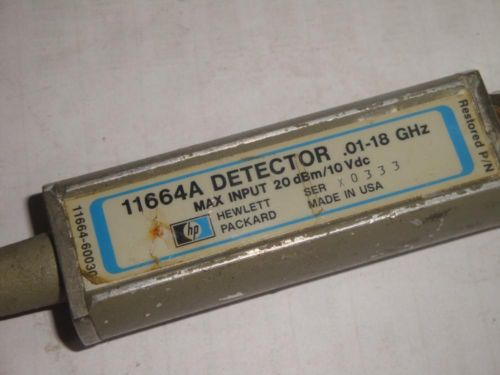 11664A DETECTOR .01-18 GHz
MAX INPUT 20 dBm/10 Vdc
hp
HEWLETT
PACKARD
SER X0333
MADE IN USA
11664-60030
Restored P/N